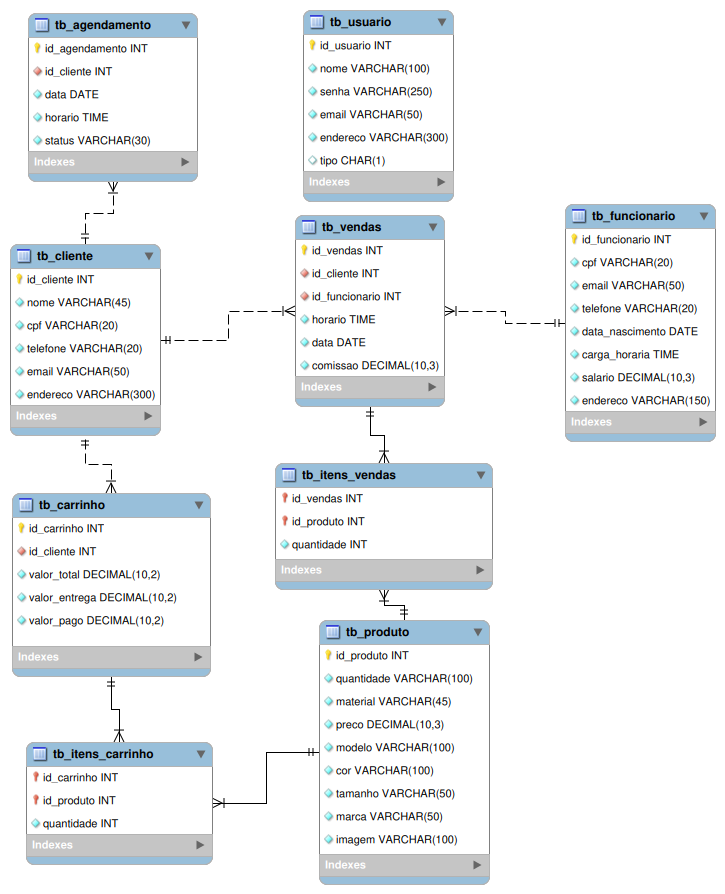 tb_agendamento
id_agendamento INT
id_cliente INT
data DATE
horario TIME
status VARCHAR(30)
Indexes
tb_usuario
id_usuario INT
nome VARCHAR(100)
senha VARCHAR(250)
email VARCHAR(50)
endereco VARCHAR(300)
tipo CHAR(1)
Indexes
tb_cliente
id_cliente INT
nome VARCHAR(45)
cpf VARCHAR(20)
telefone VARCHAR(20)
email VARCHAR(50)
endereco VARCHAR(300)
Indexes
tb_vendas
id_vendas INT
id_cliente INT
id_funcionario INT
horario TIME
data DATE
comissao DECIMAL(10,3)
Indexes
tb_funcionario
id_funcionario INT
cpf VARCHAR(20)
email VARCHAR(50)
telefone VARCHAR(20)
data_nascimento DATE
carga_horaria TIME
salario DECIMAL(10,3)
endereco VARCHAR(150)
Indexes
tb_carrinho
id_carrinho INT
id_cliente INT
valor_total DECIMAL(10,2)
valor_entrega DECIMAL(10,2)
valor_pago DECIMAL(10,2)
Indexes
tb_itens_vendas
id_vendas INT
id_produto INT
quantidade INT
Indexes
tb_itens_carrinho
id_carrinho INT
id_produto INT
quantidade INT
Indexes
tb_produto
id_produto INT
quantidade VARCHAR(100)
material VARCHAR(45)
preco DECIMAL(10,3)
modelo VARCHAR(100)
cor VARCHAR(100)
tamanho VARCHAR(50)
marca VARCHAR(50)
imagem VARCHAR(100)
Indexes